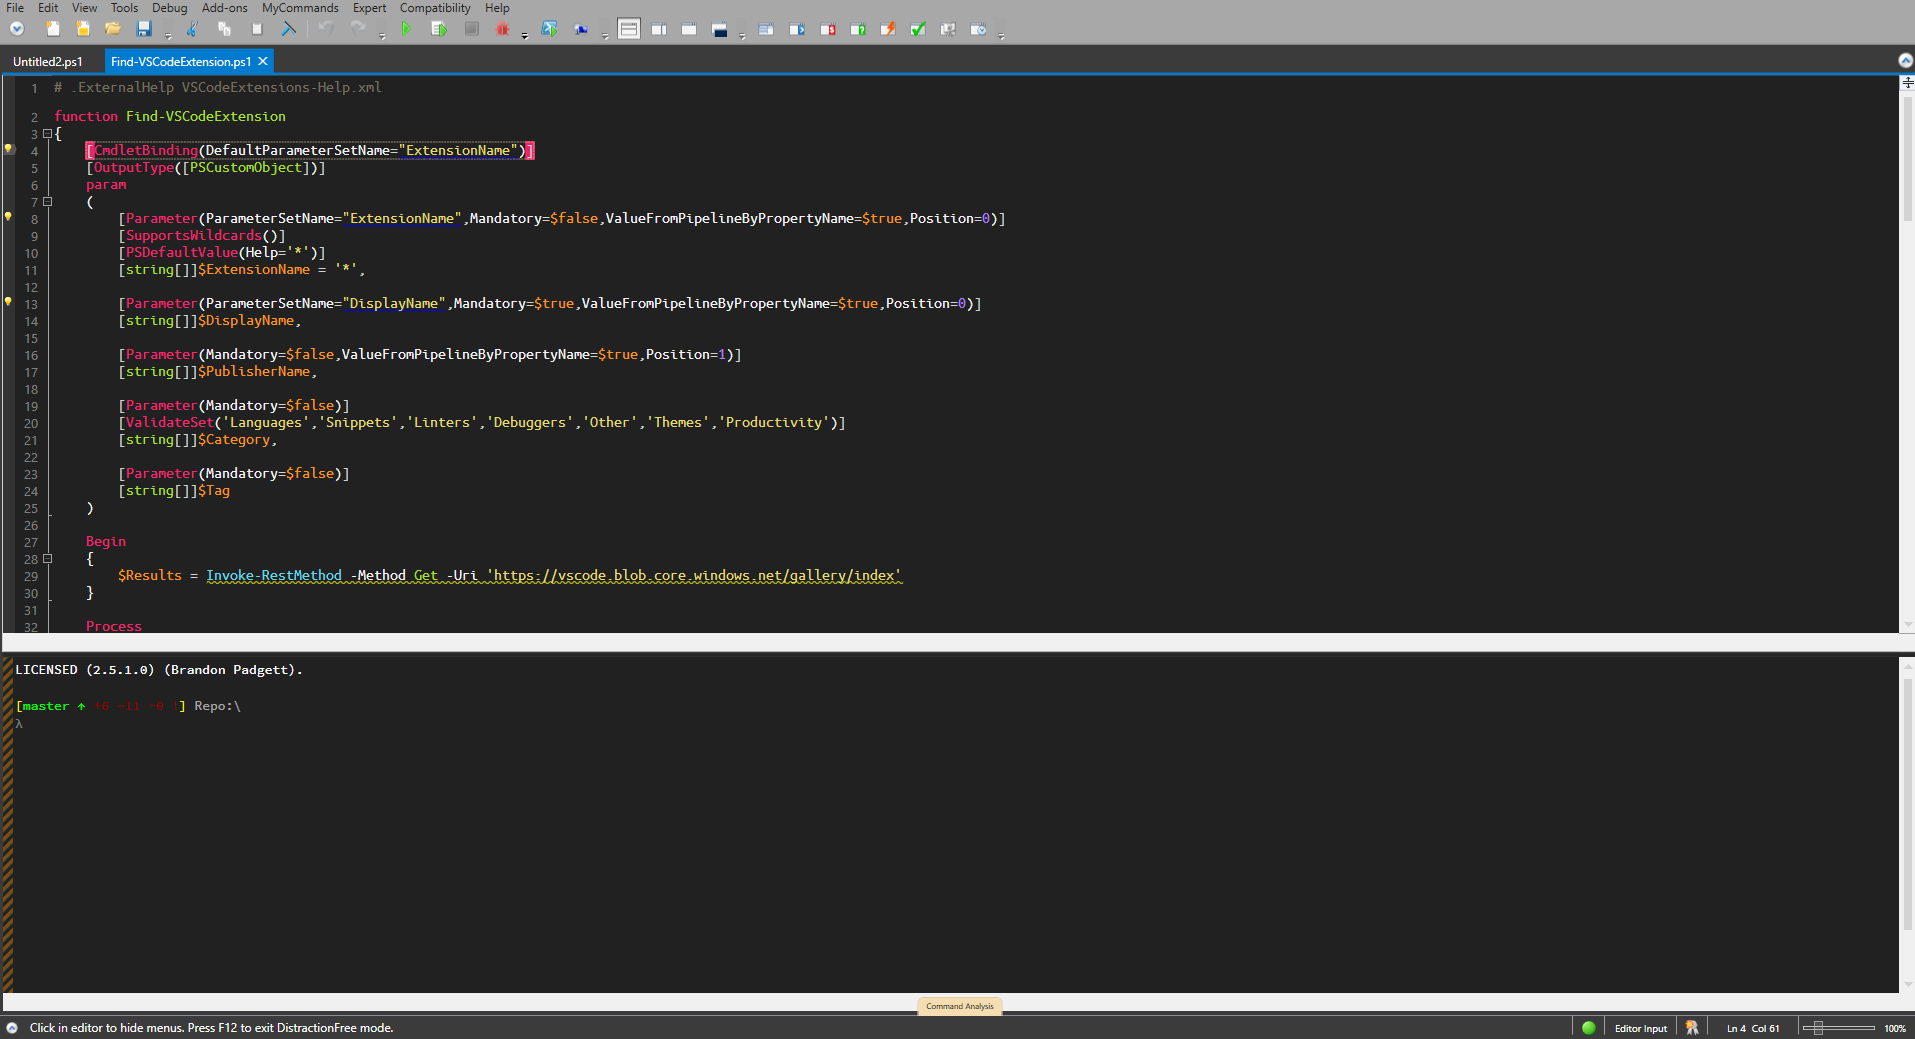 File Edit View Tools Debug Add-ons MyCommands Expert Compatibility Help
Untitled2.ps1 Find-VSCodeExtension.ps1
1 # .ExternalHelp VSCodeExtensions-Help.xml
2 function Find-VSCodeExtension
3 {
4 [CmdletBinding(DefaultParameterSetName="ExtensionName")]
5 [OutputType([PSCustomObject])]
6 param
7 (
8 [Parameter(ParameterSetName="ExtensionName",Mandatory=$false,ValueFromPipelineByPropertyName=$true,Position=0)]
9 [SupportsWildcards()]
10 [PSDefaultValue(Help='*')]
11 [string[]]$ExtensionName = '*',
12
13 [Parameter(ParameterSetName="DisplayName",Mandatory=$true,ValueFromPipelineByPropertyName=$true,Position=0)]
14 [string[]]$DisplayName,
15
16 [Parameter(Mandatory=$false,ValueFromPipelineByPropertyName=$true,Position=1)]
17 [string[]]$PublisherName,
18
19 [Parameter(Mandatory=$false)]
20 [ValidateSet('Languages','Snippets','Linters','Debuggers','Other','Themes','Productivity')]
21 [string[]]$Category,
22
23 [Parameter(Mandatory=$false)]
24 [string[]]$Tag
25 )
26
27 Begin
28 {
29 $Results = Invoke-RestMethod -Method Get -Uri 'https://vscode.blob.core.windows.net/gallery/index'
30 }
31
32 Process
LICENSED (2.5.1.0) (Brandon Padgett).
[master ↑ ] Repo:\
λ
Command Analysis
Click in editor to hide menus. Press F12 to exit DistractionFree mode.
Editor Input Ln 4 Col 61 100%